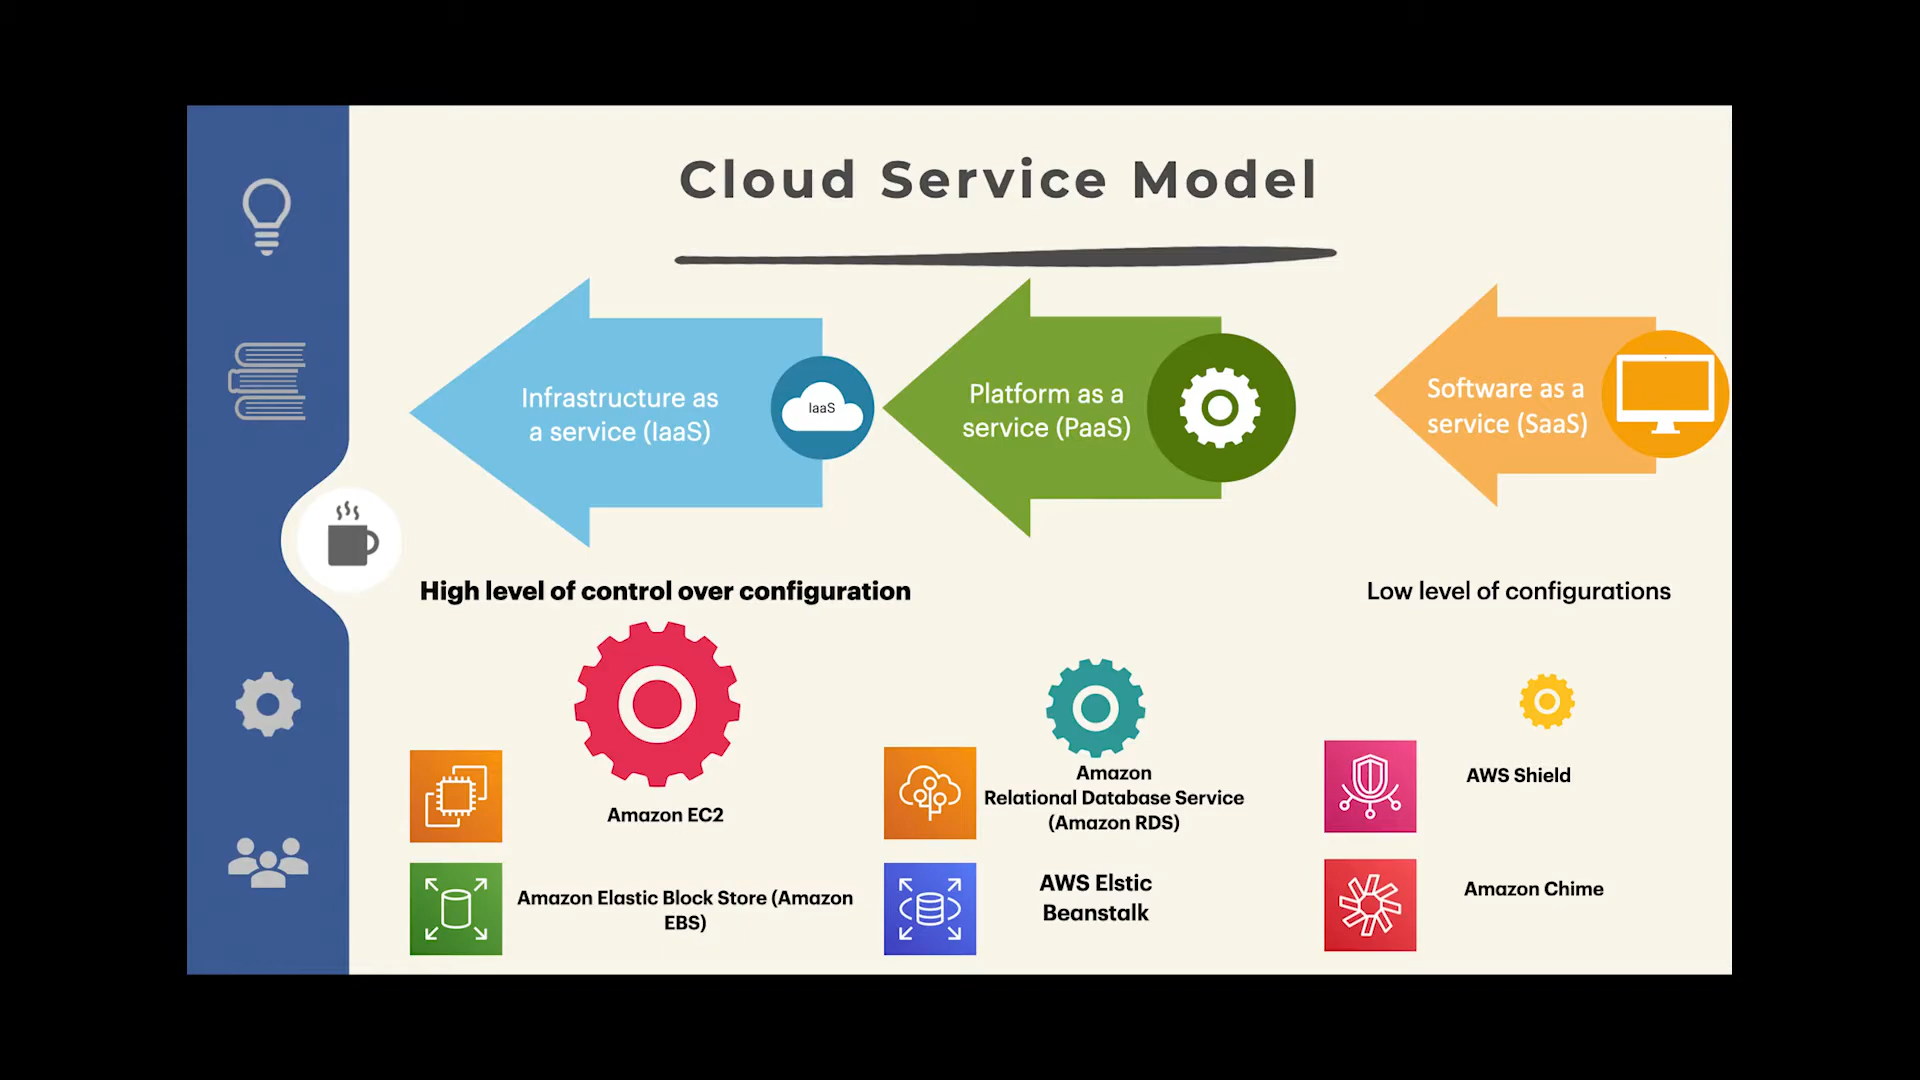 Cloud Service Model
Infrastructure as
a service (IaaS)
IaaS
Platform as a
service (PaaS)
Software as a
service (SaaS)
High level of control over configuration
Low level of configurations
Amazon EC2
Amazon
Relational Database Service
(Amazon RDS)
AWS Shield
Amazon Elastic Block Store (Amazon
EBS)
AWS Elstic
Beanstalk
Amazon Chime